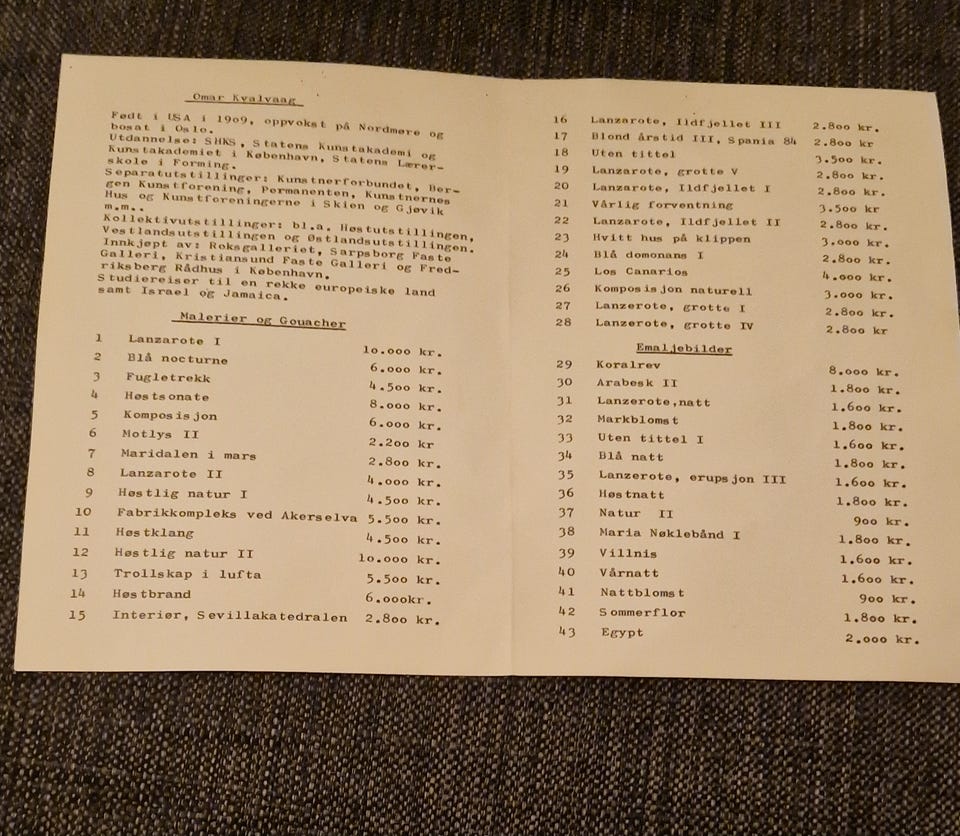 Omar Kvalvaag
Født i USA i 1909, oppvokst på Nordmøre og
bosat i Oslo.
Utdannelse: SHKS, Statens Kunstakademi og
Kunstakademiet i København, Statens Lærer-
skole i Forming.
Separatutstillinger: Kunstnerforbundet, Ber-
gen Kunstforening, Permanenten, Kunstnernes
Hus og Kunstforeningerne i Skien og Gjøvik
m.m..
Kollektivutstillinger: bl.a. Høstutstillingen,
Vestlandsutstillingen og Østlandsutstillingen.
Innkjøpt av: Roksgalleriet, Sarpsborg Faste
Galleri, Kristiansund Faste Galleri og Fred-
riksberg Rådhus i København.
Studiereiser til en rekke europeiske land
samt Israel og Jamaica.
Malerier og Gouacher
1 Lanzarote I 10.000 kr.
2 Blå nocturne 6.000 kr.
3 Fugletrekk 4.500 kr.
4 Høstsonate 8.000 kr.
5 Komposisjon 6.000 kr.
6 Motlys II 2.200 kr
7 Maridalen i mars 2.800 kr.
8 Lanzarote II 4.000 kr.
9 Høstlig natur I 4.500 kr.
10 Fabrikkompleks ved Akerselva 5.500 kr.
11 Høstklang 4.500 kr.
12 Høstlig natur II 10.000 kr.
13 Trollskap i lufta 5.500 kr.
14 Høstbrand 6.000kr.
15 Interiør, Sevillakatedralen 2.800 kr.
16 Lanzarote, Ildfjellet III 2.800 kr.
17 Blond årstid III, Spania 84 2.800 kr
18 Uten tittel 3.500 kr.
19 Lanzarote, grotte V 2.800 kr.
20 Lanzarote, Ildfjellet I 2.800 kr.
21 Vårlig forventning 3.500 kr
22 Lanzarote, Ildfjellet II 2.800 kr.
23 Hvitt hus på klippen 3.000 kr.
24 Blå domonans I 2.800 kr.
25 Los Canarios 4.000 kr.
26 Komposisjon naturell 3.000 kr.
27 Lanzerote, grotte I 2.800 kr.
28 Lanzerote, grotte IV 2.800 kr
Emaljebilder
29 Koralrev 8.000 kr.
30 Arabesk II 1.800 kr.
31 Lanzerote,natt 1.600 kr.
32 Markblomst 1.800 kr.
33 Uten tittel I 1.600 kr.
34 Blå natt 1.800 kr.
35 Lanzerote, erupsjon III 1.600 kr.
36 Høstnatt 1.800 kr.
37 Natur II 900 kr.
38 Maria Nøklebånd I 1.800 kr.
39 Villnis 1.600 kr.
40 Vårnatt 1.600 kr.
41 Nattblomst 900 kr.
42 Sommerflor 1.800 kr.
43 Egypt 2.000 kr.